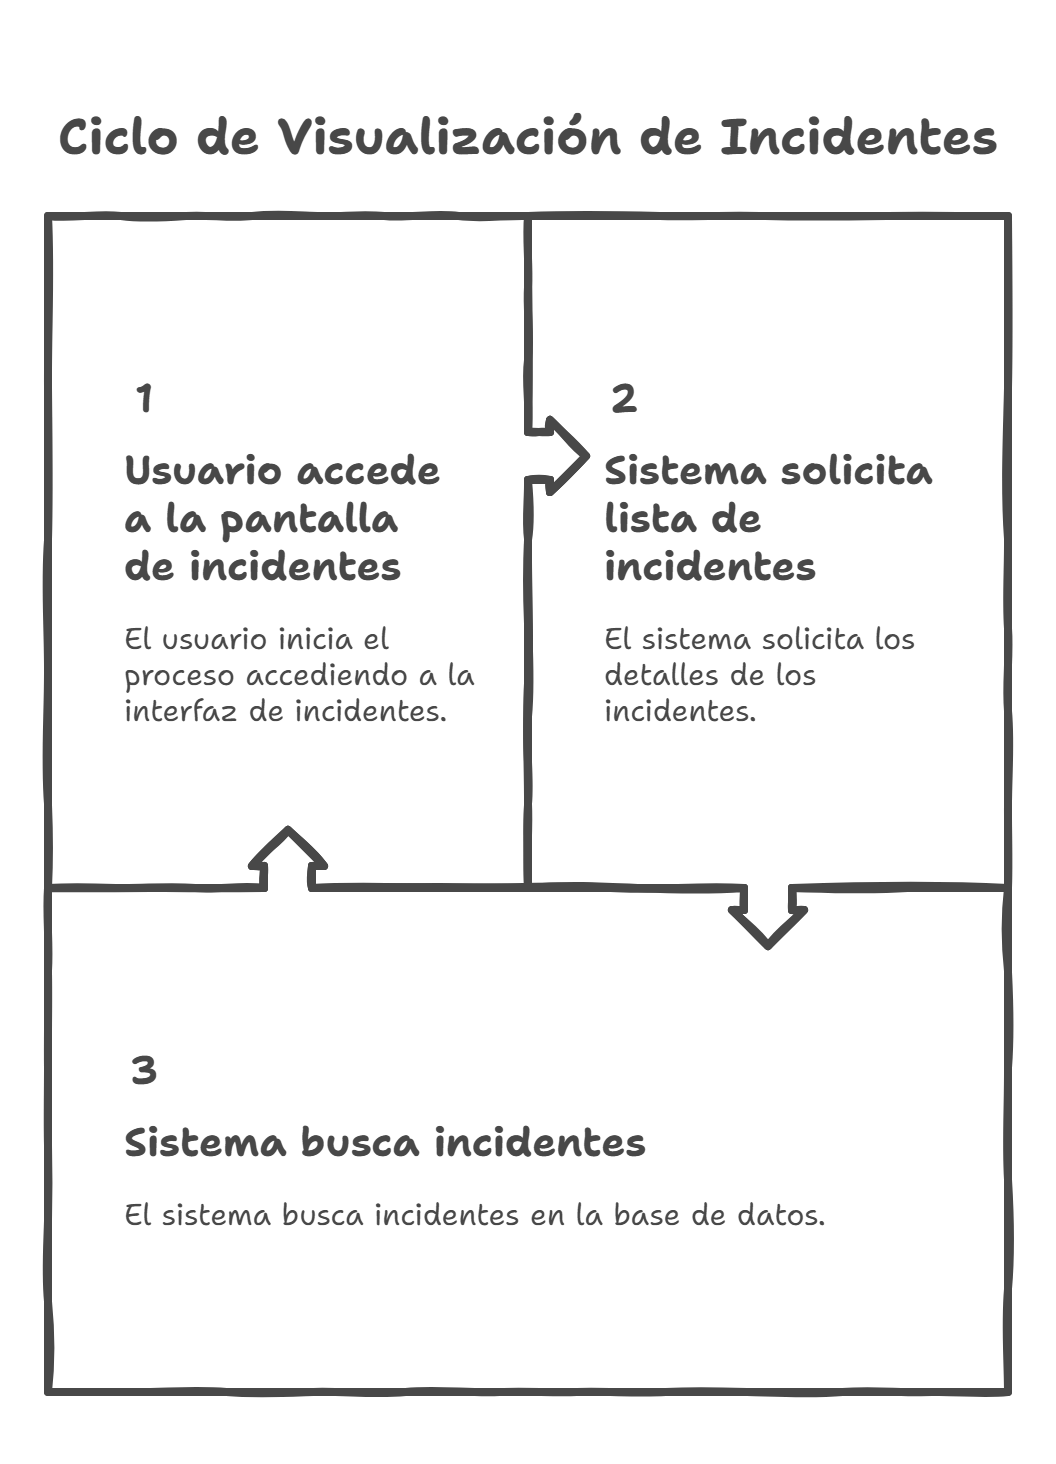 Ciclo de Visualización de Incidentes
1
Usuario accede
a la pantalla
de incidentes
El usuario inicia el
proceso accediendo a la
interfaz de incidentes.
2
Sistema solicita
lista de
incidentes
El sistema solicita los
detalles de los
incidentes.
3
Sistema busca incidentes
El sistema busca incidentes en la base de datos.